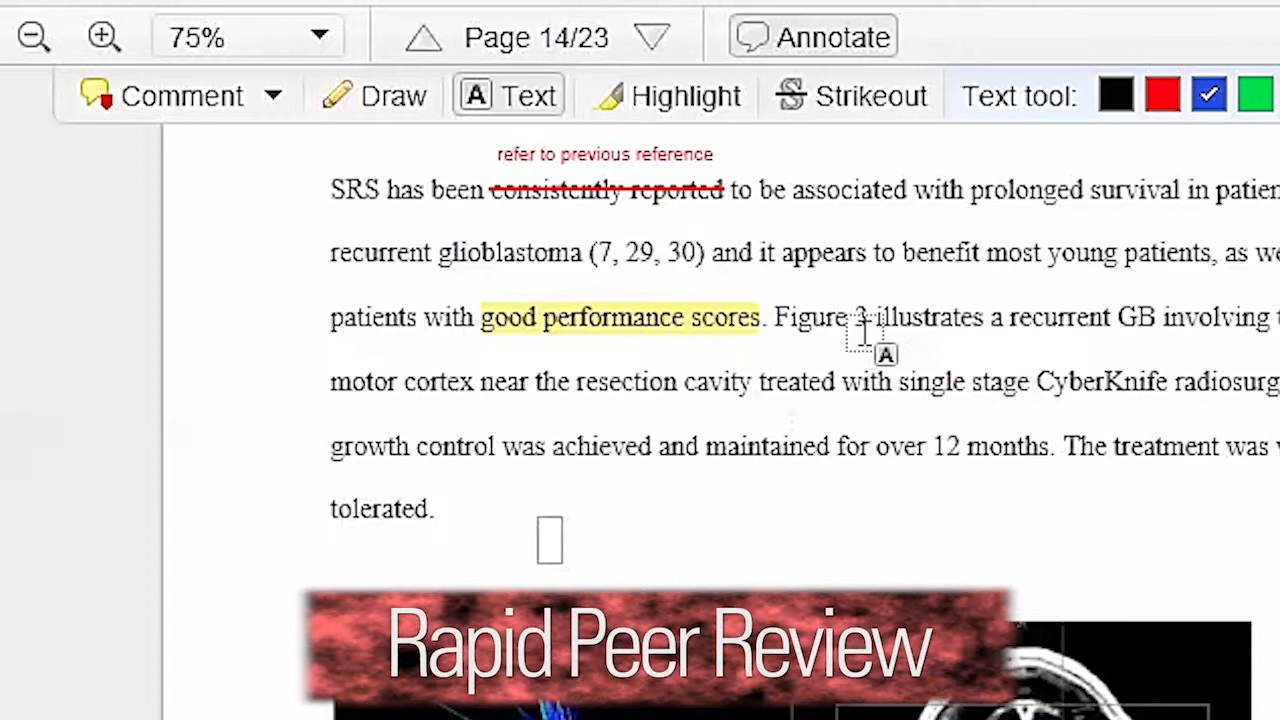 75% Page 14/23 Annotate
Comment Draw A Text Highlight S Strikeout Text tool:
refer to previous reference
SRS has been consistently reported to be associated with prolonged survival in patien
recurrent glioblastoma (7, 29, 30) and it appears to benefit most young patients, as we
patients with good performance scores. Figure 3 illustrates a recurrent GB involving t
A
motor cortex near the resection cavity treated with single stage CyberKnife radiosurg
growth control was achieved and maintained for over 12 months. The treatment was
tolerated.
Rapid Peer Review